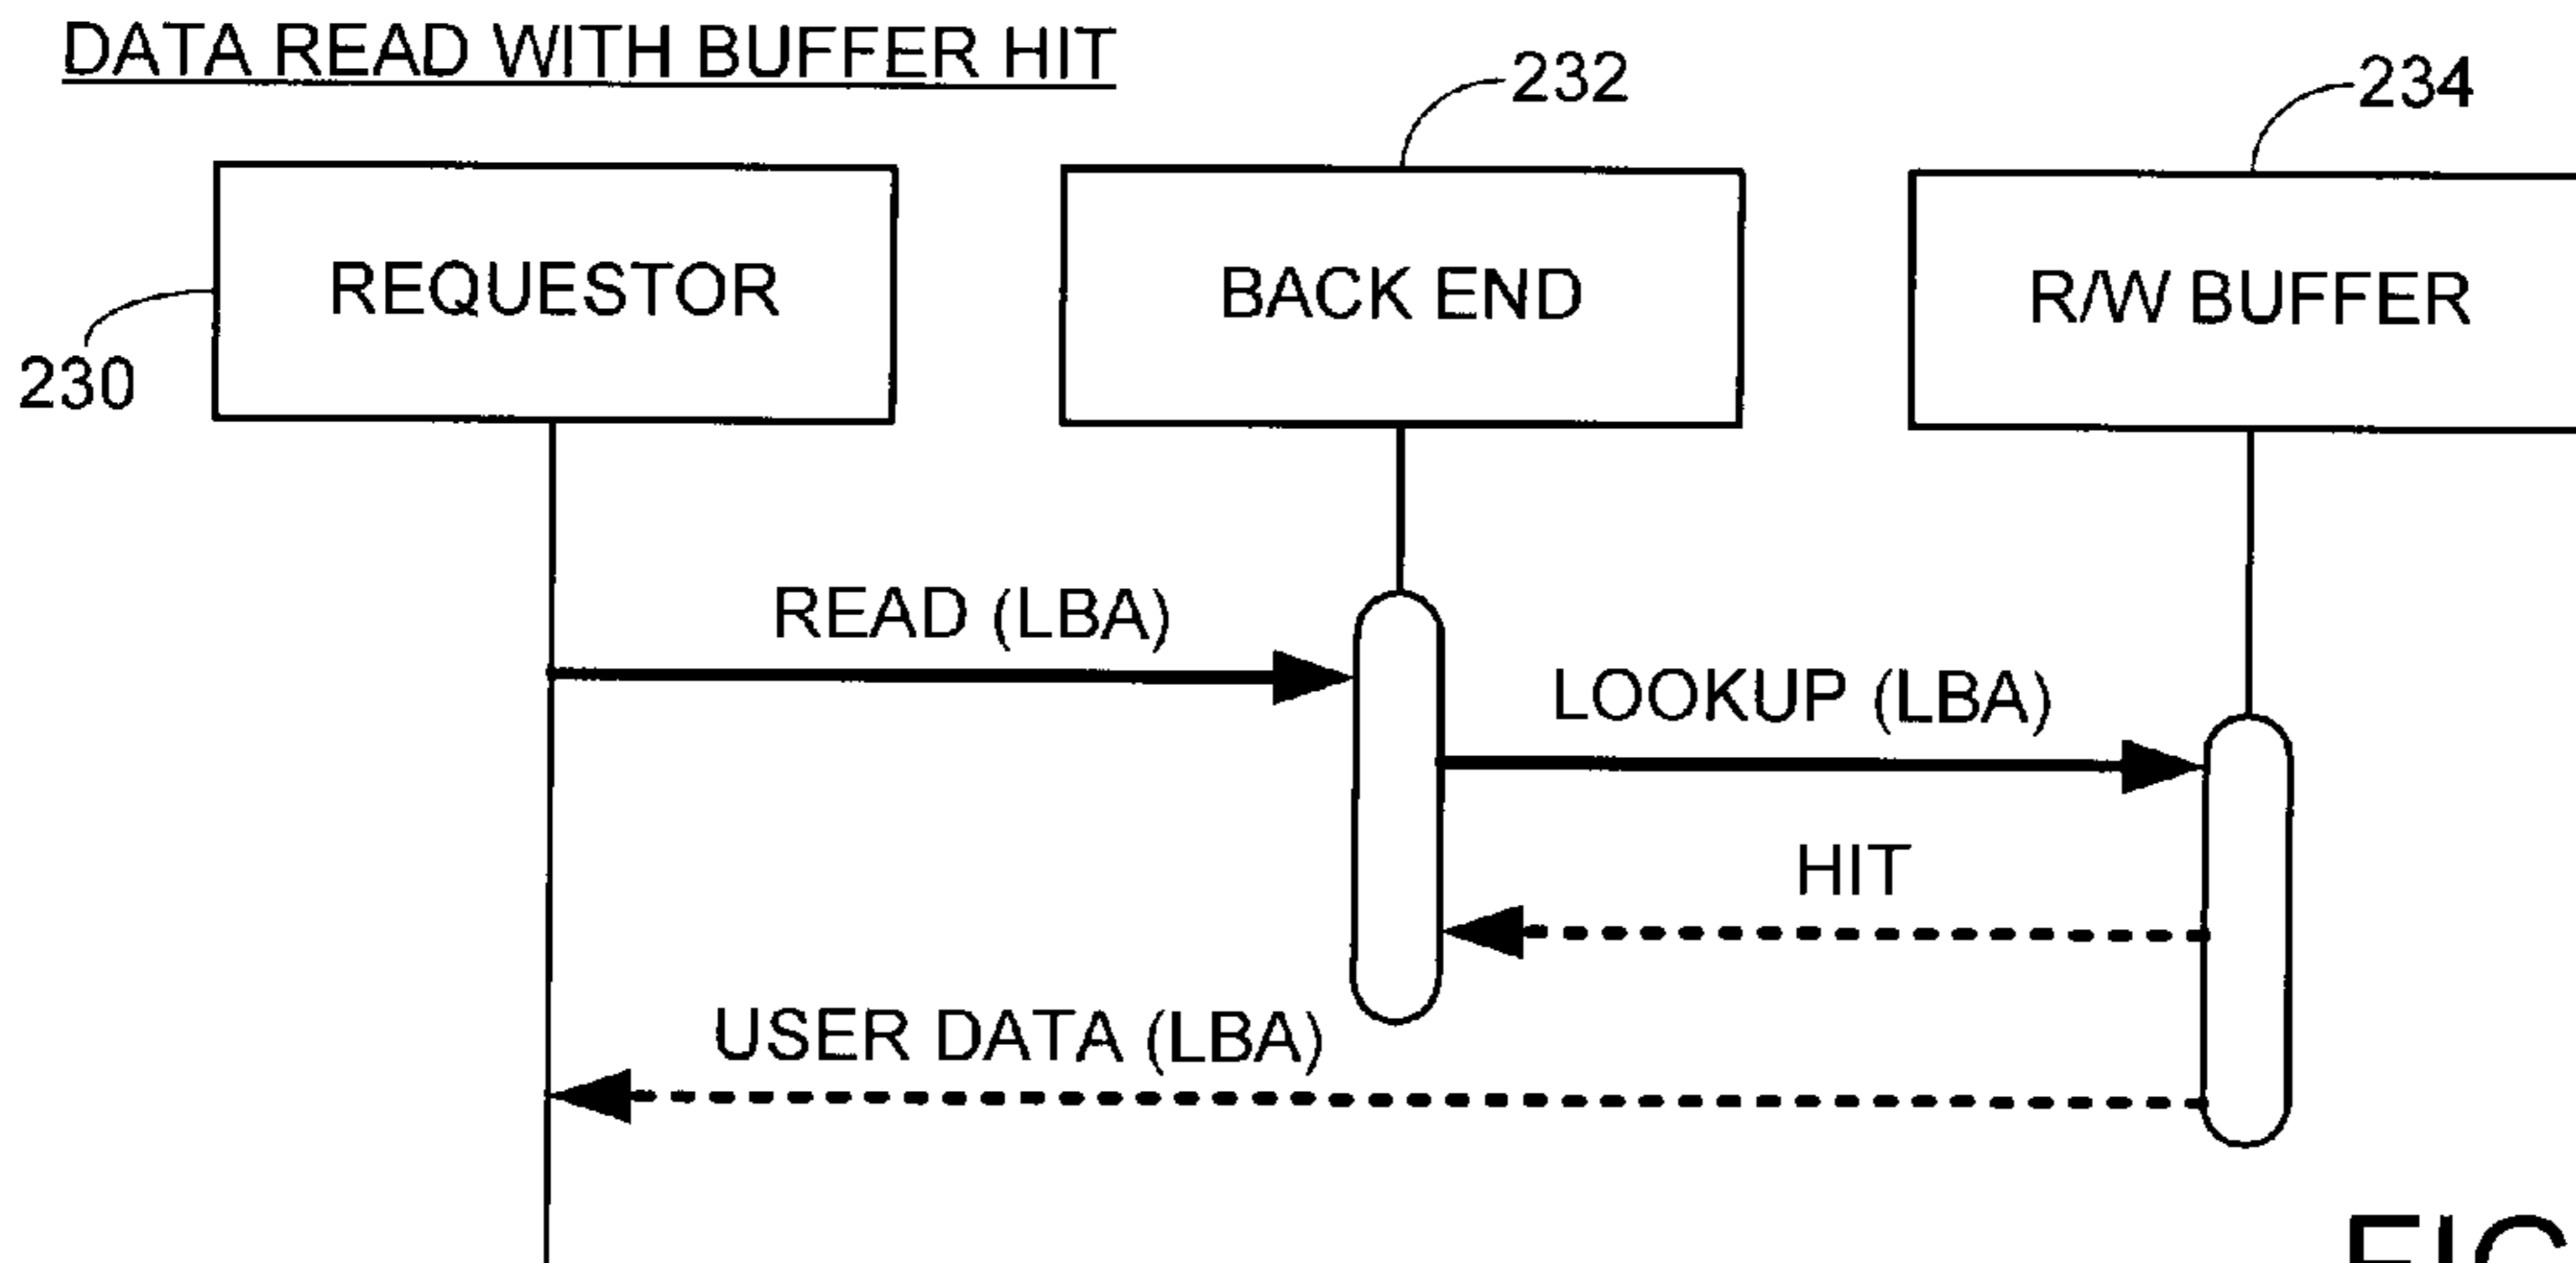 DATA READ WITH BUFFER HIT
232
234
REQUESTOR
BACK END
R/W BUFFER
230
READ (LBA)
LOOKUP (LBA)
HIT
USER DATA (LBA)